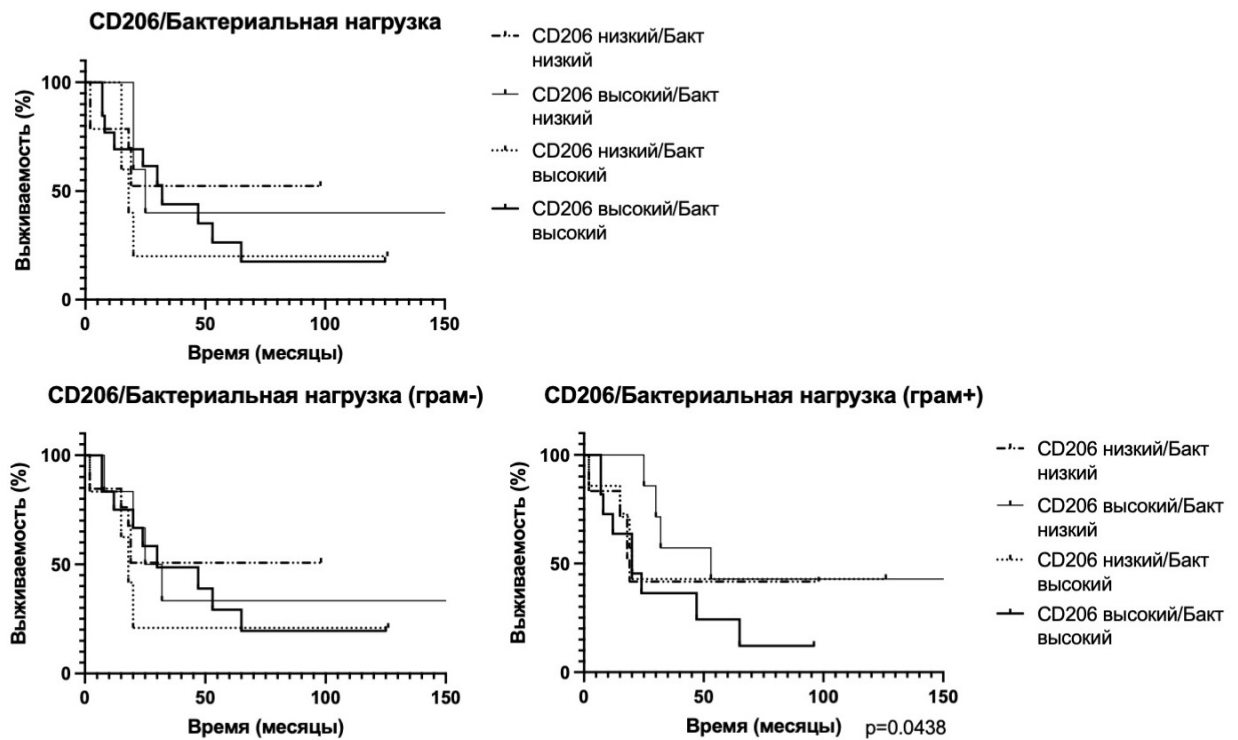 CD206/Бактериальная нагрузка
CD206 низкий/Бакт
низкий
CD206 высокий/Бакт
низкий
CD206 низкий/Бакт
высокий
CD206 высокий/Бакт
высокий
Выживаемость (%)
100
50
0
0 50 100 150
Время (месяцы)
CD206/Бактериальная нагрузка (грам-)
Выживаемость (%)
100
50
0
0 50 100 150
Время (месяцы)
CD206/Бактериальная нагрузка (грам+)
Выживаемость (%)
100
50
0
0 50 100 150
Время (месяцы)
p=0.0438
CD206 низкий/Бакт
низкий
CD206 высокий/Бакт
низкий
CD206 низкий/Бакт
высокий
CD206 высокий/Бакт
высокий